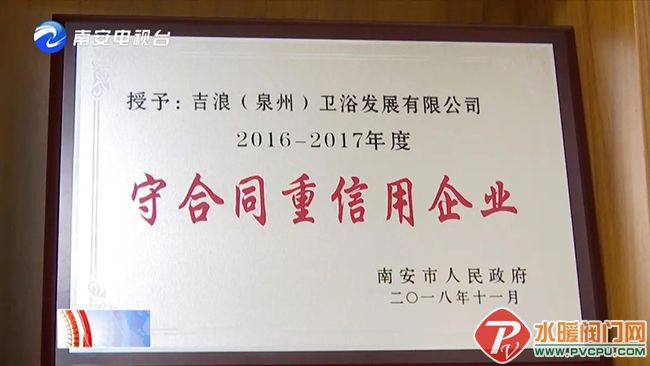 南安电视台
授予：吉浪（泉州）卫浴发展有限公司
2016-2017年度
守合同重信用企业
南安市人民政府
二〇一八年十一月
水暖阀门网
www.PVCPU.com